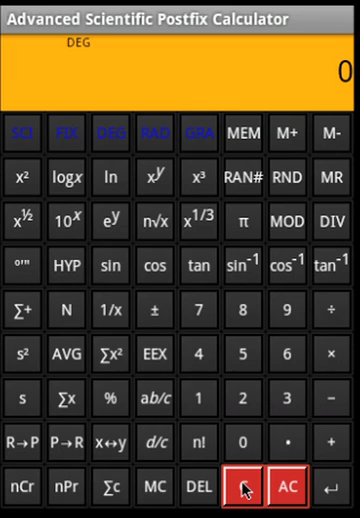 Advanced Scientific Postfix Calculator
DEG
0
SCI FIX DEG RAD GRA MEM M+ M-
x² logx ln xʸ x³ RAN# RND MR
x½ 10ˣ eʸ n√x x1/3 π MOD DIV
°'" HYP sin cos tan sin⁻¹ cos⁻¹ tan⁻¹
∑+ N 1/x ± 7 8 9 ÷
s² AVG ∑x² EEX 4 5 6 ×
s ∑x % ab/c 1 2 3 −
R→P P→R x↔y d/c n! 0 • +
nCr nPr ∑c MC DEL AC ↵